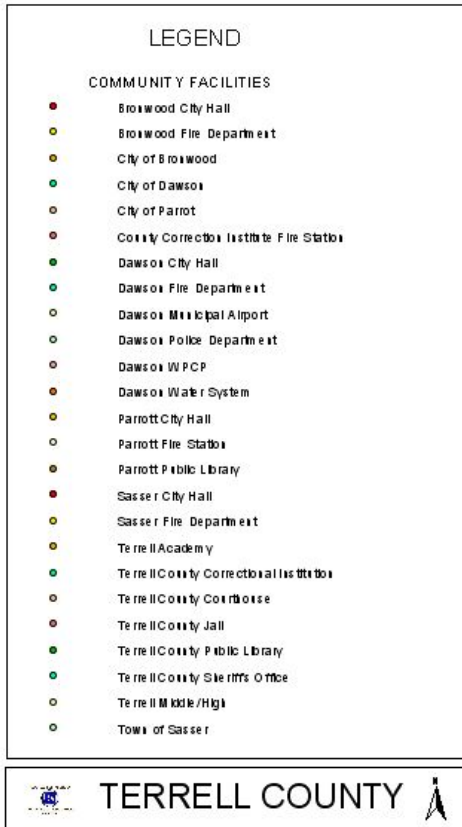 LEGEND
COMMUNITY FACILITIES
Bronwood City Hall
Bronwood Fire Department
City of Bronwood
City of Dawson
City of Parrot
County Correction Institute Fire Station
Dawson City Hall
Dawson Fire Department
Dawson Municipal Airport
Dawson Police Department
Dawson WPCP
Dawson Water System
Parrott City Hall
Parrott Fire Station
Parrott Public Library
Sasser City Hall
Sasser Fire Department
Terrell Academy
Terrell County Correctional Institution
Terrell County Courthouse
Terrell County Jail
Terrell County Public Library
Terrell County Sheriff's Office
Terrell Middle/High
Town of Sasser
TERRELL COUNTY